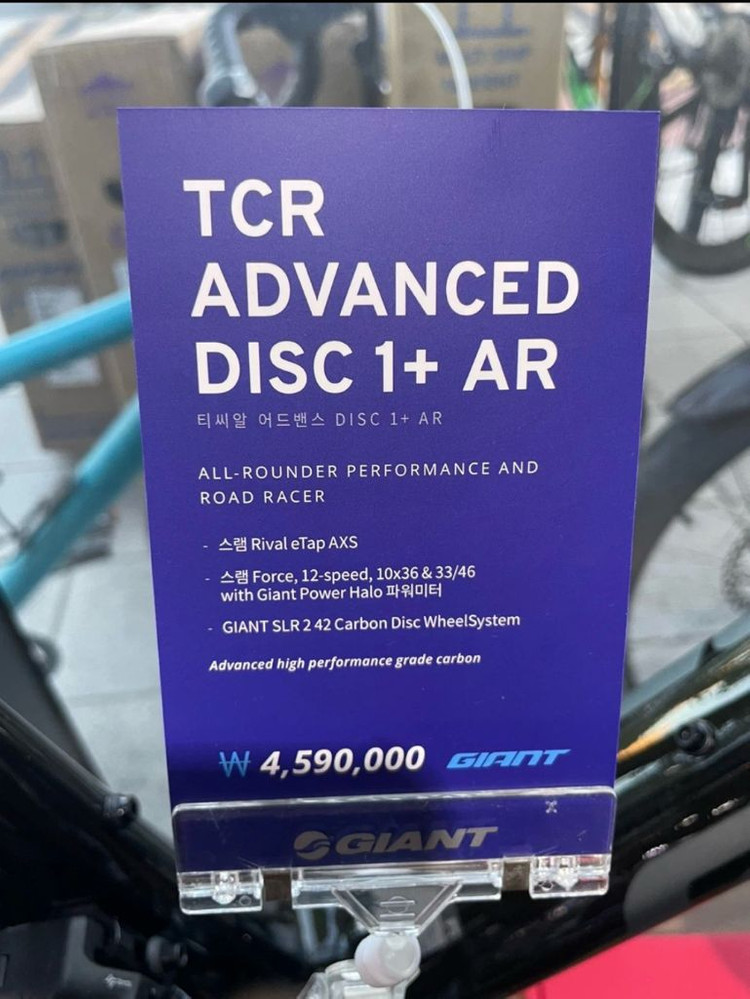 TCR
ADVANCED
DISC 1+ AR
티씨알 어드밴스 DISC 1+ AR
ALL-ROUNDER PERFORMANCE AND
ROAD RACER
- 스램 Rival eTap AXS
- 스램 Force, 12-speed, 10x36 & 33/46
with Giant Power Halo 파워미터
- GIANT SLR 2 42 Carbon Disc WheelSystem
Advanced high performance grade carbon
₩ 4,590,000 GIANT
GIANT